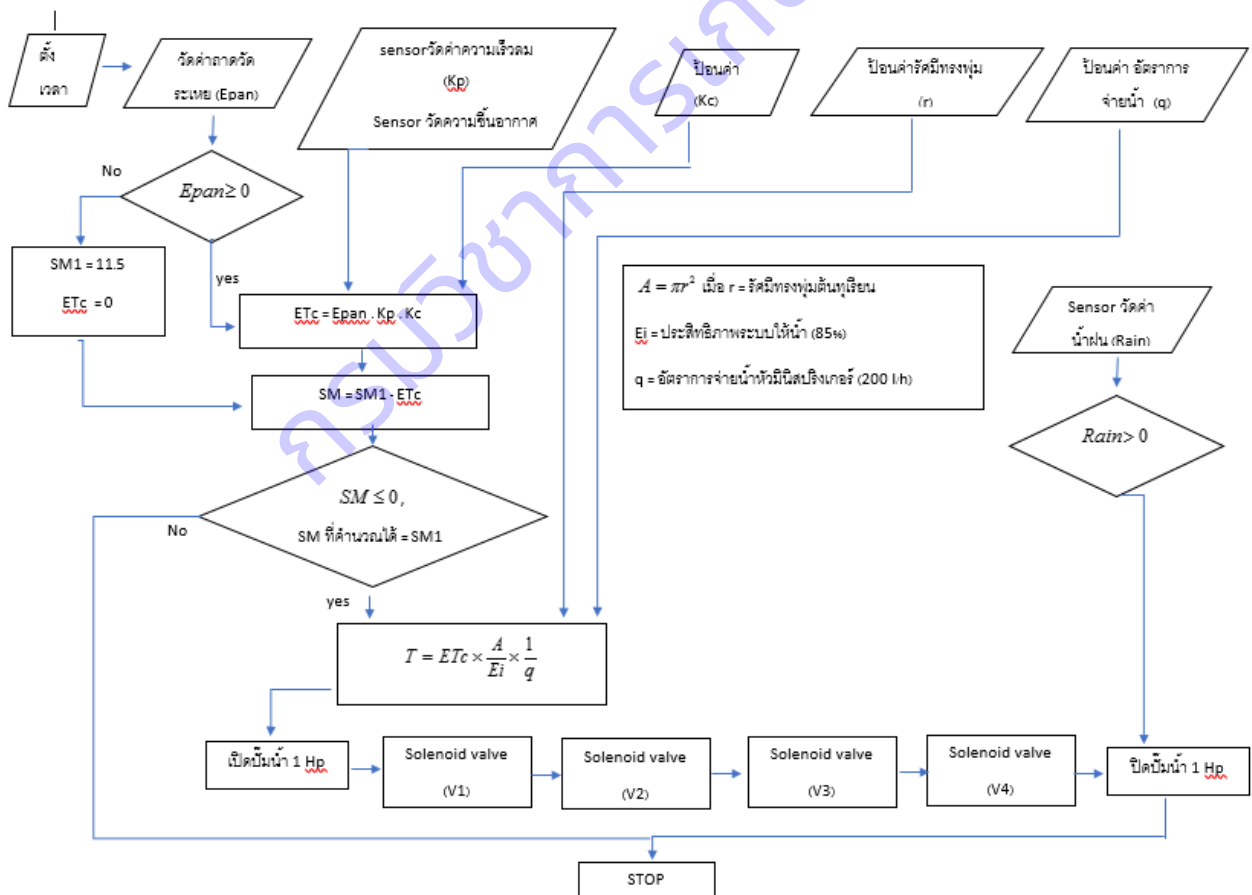 ตั้ง
เวลา
วัดค่าถาดวัด
ระเหย (Epan)
sensorวัดค่าความเร็วลม
(Kp)
Sensor วัดความชื้นอากาศ
ป้อนค่า
(Kc)
ป้อนค่ารัศมีทรงพุ่ม
(r)
ป้อนค่า อัตราการ
จ่ายน้ำ (q)
No
Epan ≥ 0
yes
SM1 = 11.5
ETc = 0
ETc = Epan . Kp . Kc
SM = SM1 - ETc
A = πr² เมื่อ r = รัศมีทรงพุ่มต้นทุเรียน
Ei = ประสิทธิภาพระบบให้น้ำ (85%)
q = อัตราการจ่ายน้ำหัวมินิสปริงเกอร์ (200 l/h)
Sensor วัดค่า
น้ำฝน (Rain)
Rain > 0
SM ≤ 0,
SM ที่คำนวณได้ = SM1
No
yes
T = ETc × A/Ei × 1/q
เปิดปั๊มน้ำ 1 Hp
Solenoid valve
(V1)
Solenoid valve
(V2)
Solenoid valve
(V3)
Solenoid valve
(V4)
ปิดปั๊มน้ำ 1 Hp
STOP
กรมวิชาการเกษ